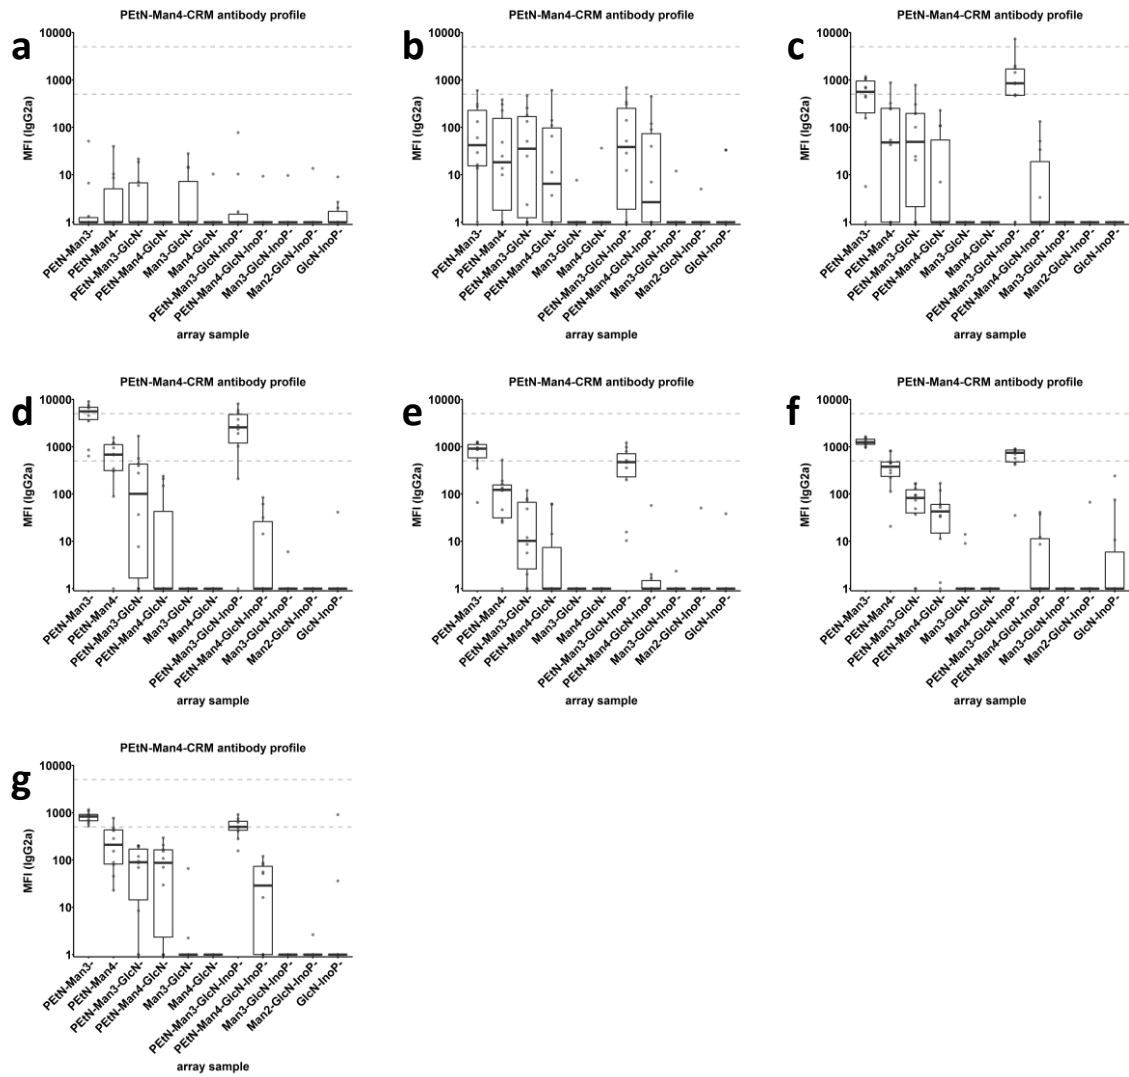 a
PEtN-Man4-CRM antibody profile
MFI (IgG2a)
10000
1000
100
10
1
PEtN-Man3-
PEtN-Man4-
PEtN-Man3-GlcN-
PEtN-Man4-GlcN-
Man3-GlcN-
Man4-GlcN-
PEtN-Man3-GlcN-InoP-
PEtN-Man4-GlcN-InoP-
Man3-GlcN-InoP-
Man2-GlcN-InoP-
GlcN-InoP-
array sample
b
PEtN-Man4-CRM antibody profile
MFI (IgG2a)
10000
1000
100
10
1
PEtN-Man3-
PEtN-Man4-
PEtN-Man3-GlcN-
PEtN-Man4-GlcN-
Man3-GlcN-
Man4-GlcN-
PEtN-Man3-GlcN-InoP-
PEtN-Man4-GlcN-InoP-
Man3-GlcN-InoP-
Man2-GlcN-InoP-
GlcN-InoP-
array sample
c
PEtN-Man4-CRM antibody profile
MFI (IgG2a)
10000
1000
100
10
1
PEtN-Man3-
PEtN-Man4-
PEtN-Man3-GlcN-
PEtN-Man4-GlcN-
Man3-GlcN-
Man4-GlcN-
PEtN-Man3-GlcN-InoP-
PEtN-Man4-GlcN-InoP-
Man3-GlcN-InoP-
Man2-GlcN-InoP-
GlcN-InoP-
array sample
d
PEtN-Man4-CRM antibody profile
MFI (IgG2a)
10000
1000
100
10
1
PEtN-Man3-
PEtN-Man4-
PEtN-Man3-GlcN-
PEtN-Man4-GlcN-
Man3-GlcN-
Man4-GlcN-
PEtN-Man3-GlcN-InoP-
PEtN-Man4-GlcN-InoP-
Man3-GlcN-InoP-
Man2-GlcN-InoP-
GlcN-InoP-
array sample
e
PEtN-Man4-CRM antibody profile
MFI (IgG2a)
10000
1000
100
10
1
PEtN-Man3-
PEtN-Man4-
PEtN-Man3-GlcN-
PEtN-Man4-GlcN-
Man3-GlcN-
Man4-GlcN-
PEtN-Man3-GlcN-InoP-
PEtN-Man4-GlcN-InoP-
Man3-GlcN-InoP-
Man2-GlcN-InoP-
GlcN-InoP-
array sample
f
PEtN-Man4-CRM antibody profile
MFI (IgG2a)
10000
1000
100
10
1
PEtN-Man3-
PEtN-Man4-
PEtN-Man3-GlcN-
PEtN-Man4-GlcN-
Man3-GlcN-
Man4-GlcN-
PEtN-Man3-GlcN-InoP-
PEtN-Man4-GlcN-InoP-
Man3-GlcN-InoP-
Man2-GlcN-InoP-
GlcN-InoP-
array sample
g
PEtN-Man4-CRM antibody profile
MFI (IgG2a)
10000
1000
100
10
1
PEtN-Man3-
PEtN-Man4-
PEtN-Man3-GlcN-
PEtN-Man4-GlcN-
Man3-GlcN-
Man4-GlcN-
PEtN-Man3-GlcN-InoP-
PEtN-Man4-GlcN-InoP-
Man3-GlcN-InoP-
Man2-GlcN-InoP-
GlcN-InoP-
array sample